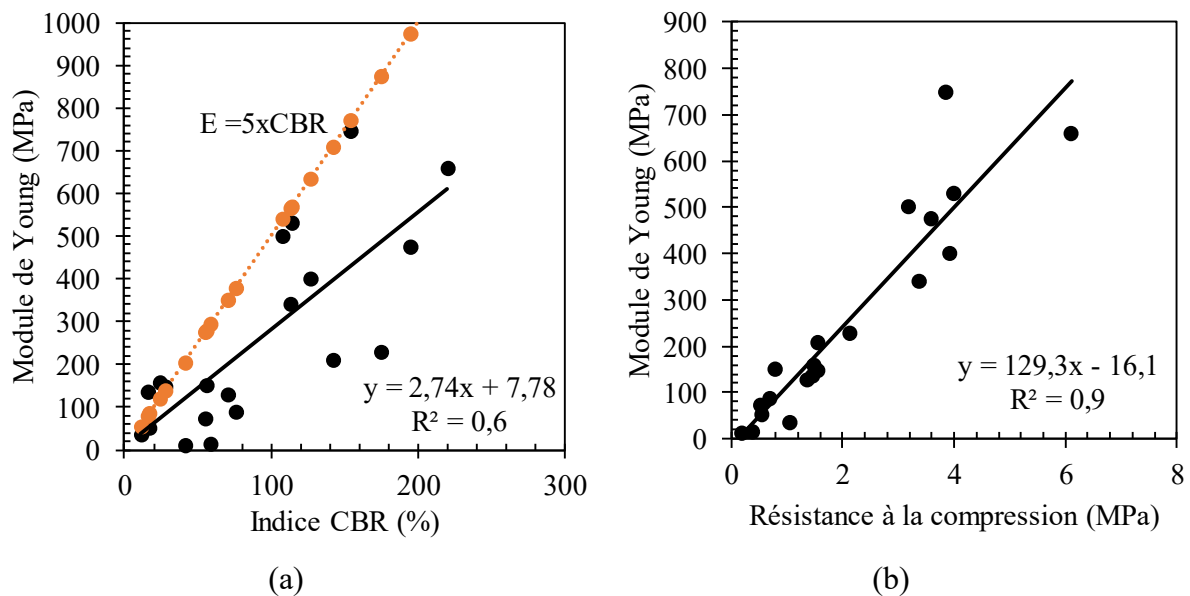 Module de Young (MPa)
1000
900
800
700
600
500
400
300
200
100
0
E =5xCBR
y = 2,74x + 7,78
R² = 0,6
0 100 200 300
Indice CBR (%)
(a)
Module de Young (MPa)
900
800
700
600
500
400
300
200
100
0
y = 129,3x - 16,1
R² = 0,9
0 2 4 6 8
Résistance à la compression (MPa)
(b)